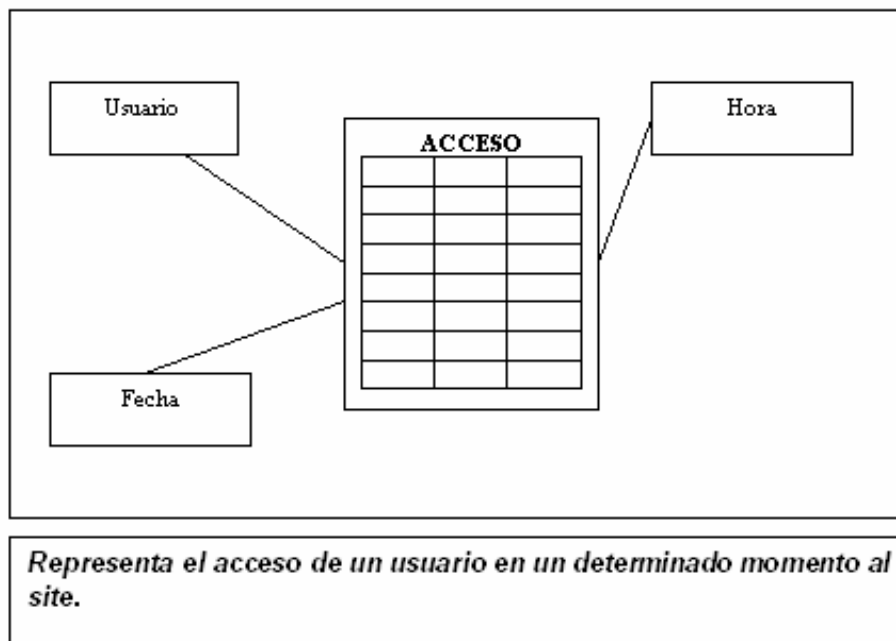 Usuario
Hora
ACCESO
Fecha
Representa el acceso de un usuario en un determinado momento al
site.